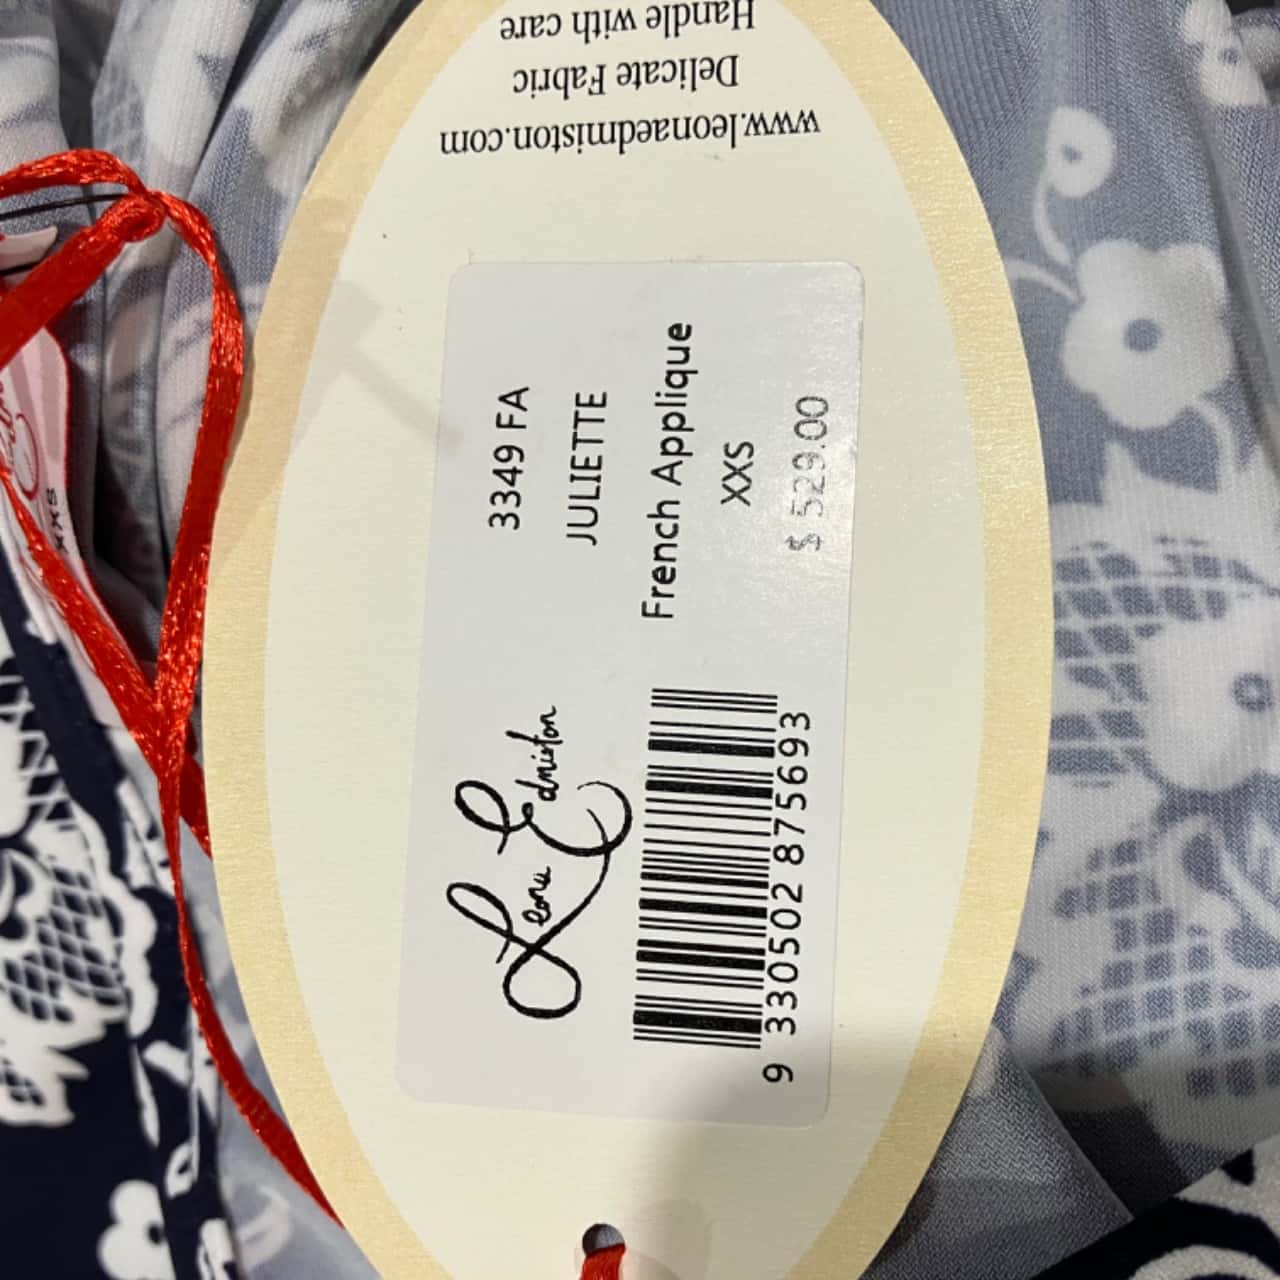 Handle with care
Delicate Fabric
www.leonaedmiston.com
3349 FA
JULIETTE
French Applique
XXS
$ 529.00
Leona Edmiston
9 330502 875693
XXS